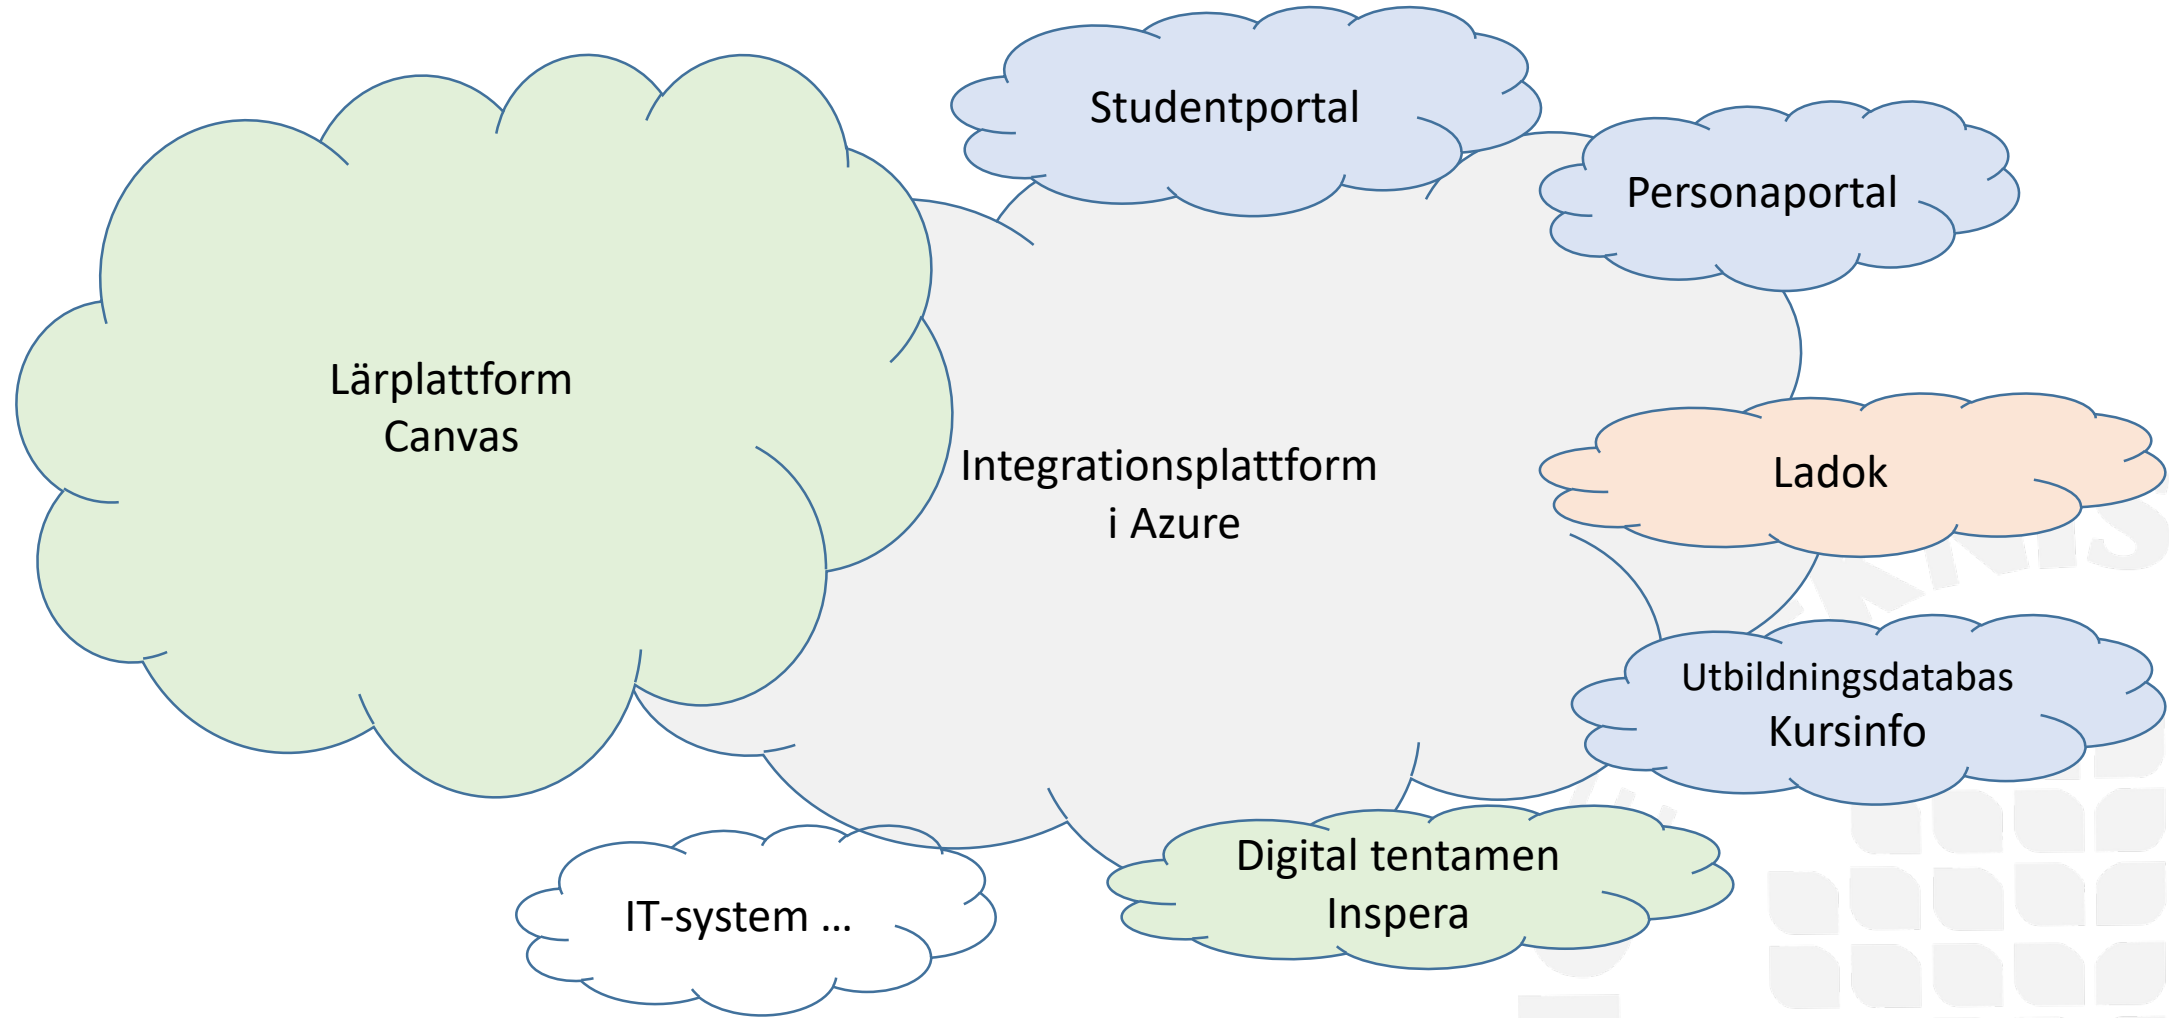 Studentportal
Personaportal
Lärplattform
Canvas
Integrationsplattform
i Azure
Ladok
Utbildningsdatabas
Kursinfo
Digital tentamen
Inspera
IT-system ...